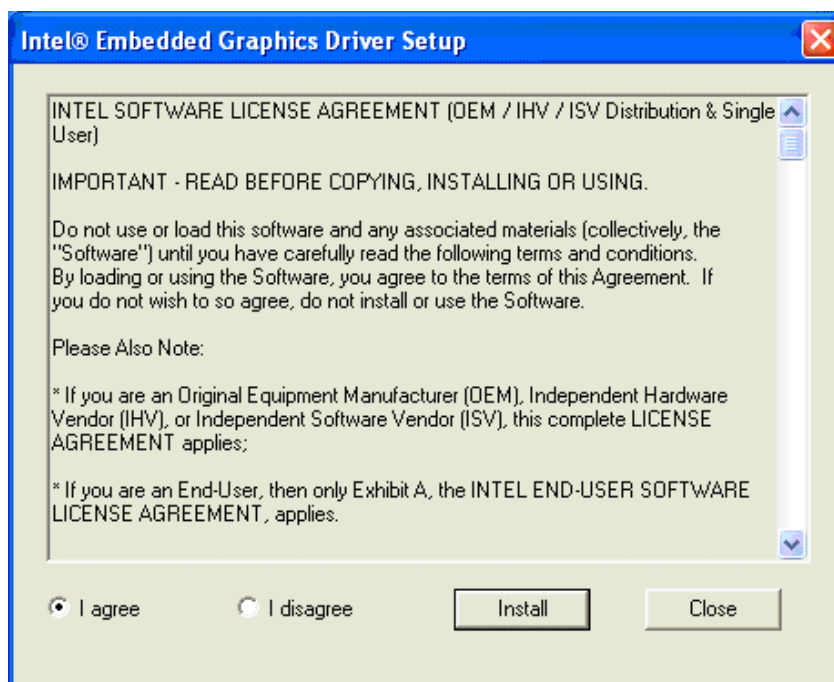 Intel® Embedded Graphics Driver Setup
INTEL SOFTWARE LICENSE AGREEMENT (OEM / IHV / ISV Distribution & Single
User)
IMPORTANT - READ BEFORE COPYING, INSTALLING OR USING.
Do not use or load this software and any associated materials (collectively, the
"Software") until you have carefully read the following terms and conditions.
By loading or using the Software, you agree to the terms of this Agreement.  If
you do not wish to so agree, do not install or use the Software.
Please Also Note:
* If you are an Original Equipment Manufacturer (OEM), Independent Hardware
Vendor (IHV), or Independent Software Vendor (ISV), this complete LICENSE
AGREEMENT applies;
* If you are an End-User, then only Exhibit A, the INTEL END-USER SOFTWARE
LICENSE AGREEMENT, applies.
I agree
I disagree
Install
Close